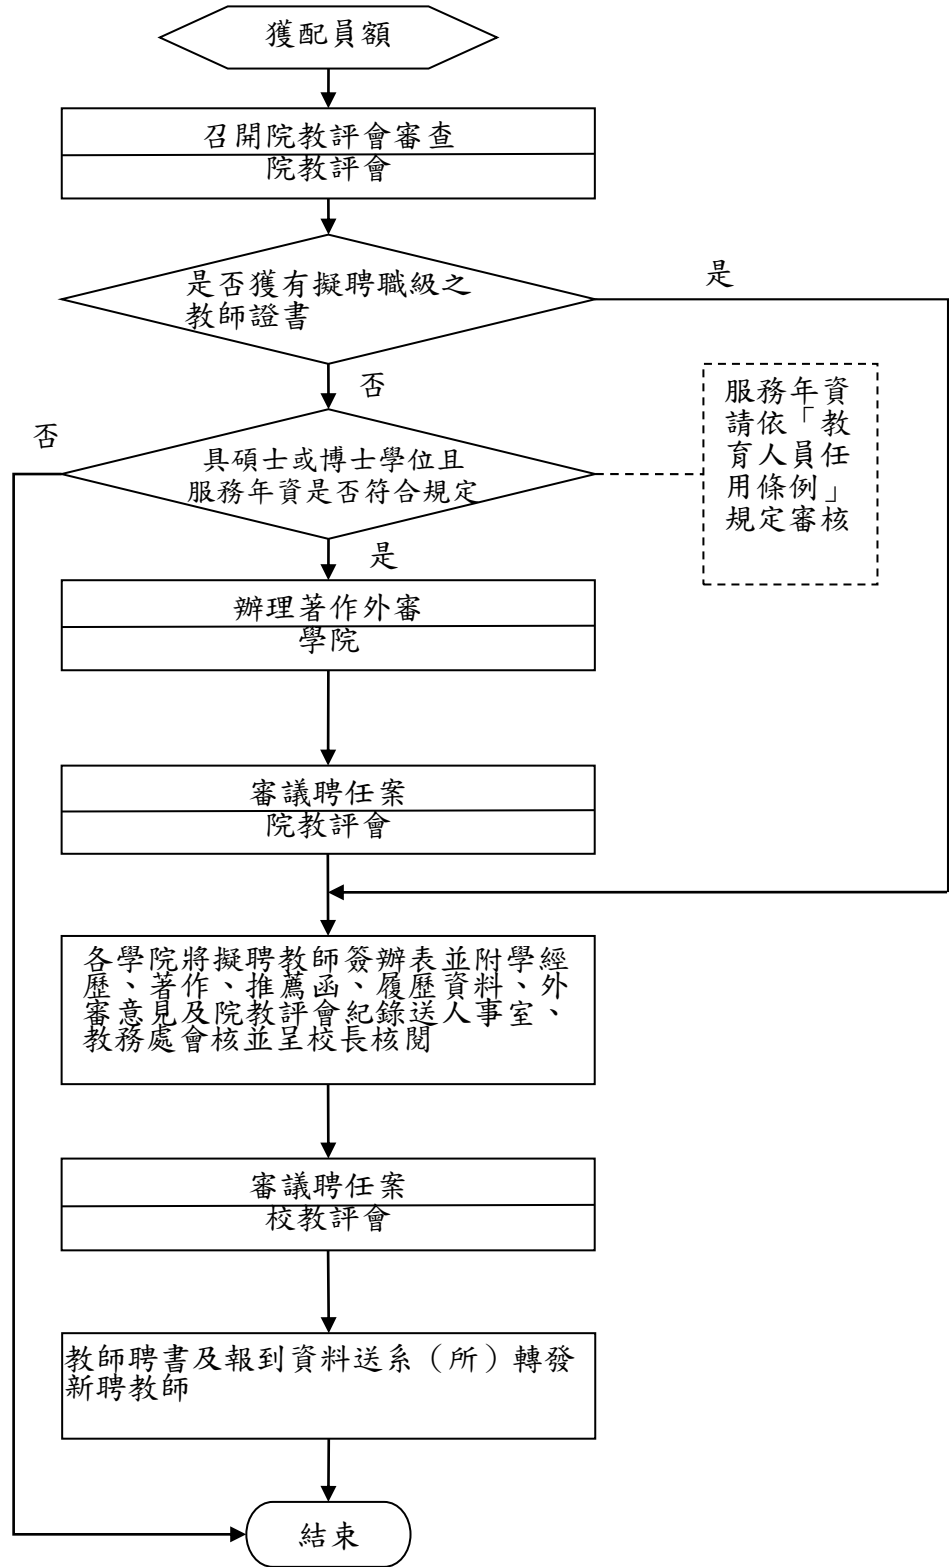 獲配員額
召開院教評會審查
院教評會
是否獲有擬聘職級之
教師證書
是
否
服務年資
請依「教
育人員任
用條例」
規定審核
否
具碩士或博士學位且
服務年資是否符合規定
是
辦理著作外審
學院
審議聘任案
院教評會
各學院將擬聘教師簽辦表並附學經
歷、著作、推薦函、履歷資料、外
審意見及院教評會紀錄送人事室、
教務處會核並呈校長核閱
審議聘任案
校教評會
教師聘書及報到資料送系（所）轉發
新聘教師
結束